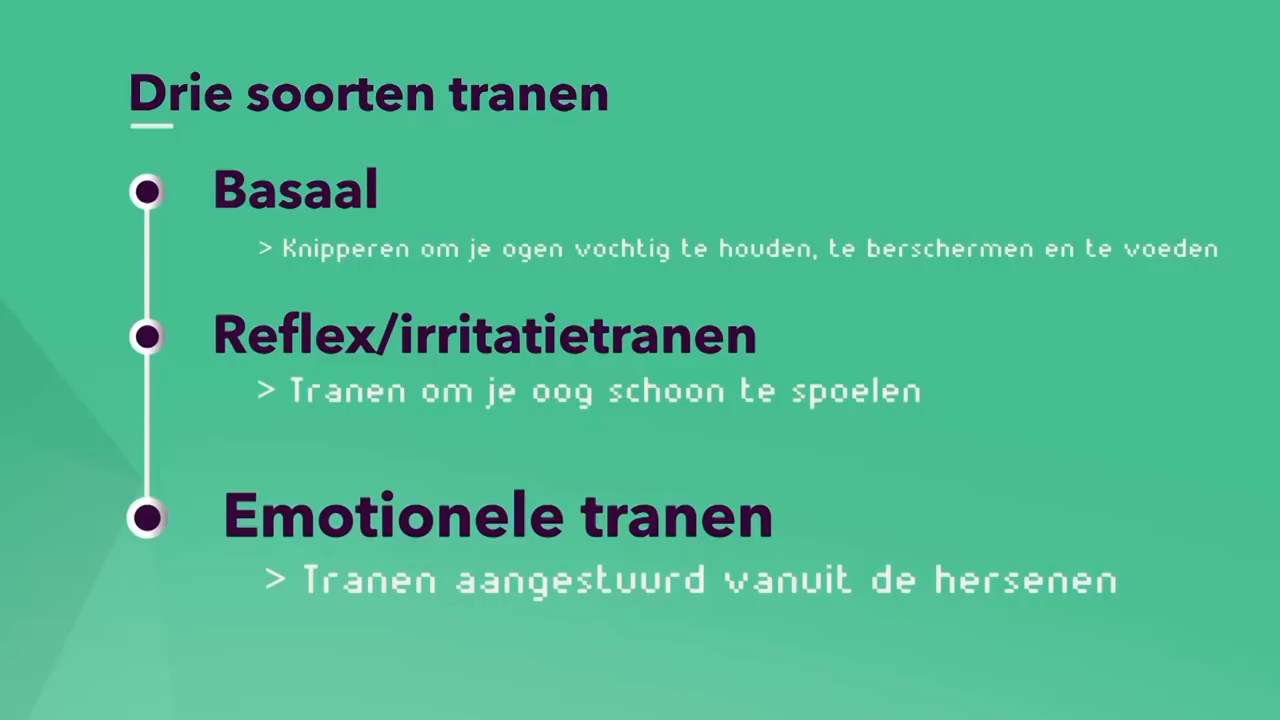 Drie soorten tranen
Basaal
> Knipperen om je ogen vochtig te houden, te berschermen en te voeden
Reflex/irritatietranen
> Tranen om je oog schoon te spoelen
Emotionele tranen
> Tranen aangestuurd vanuit de hersenen